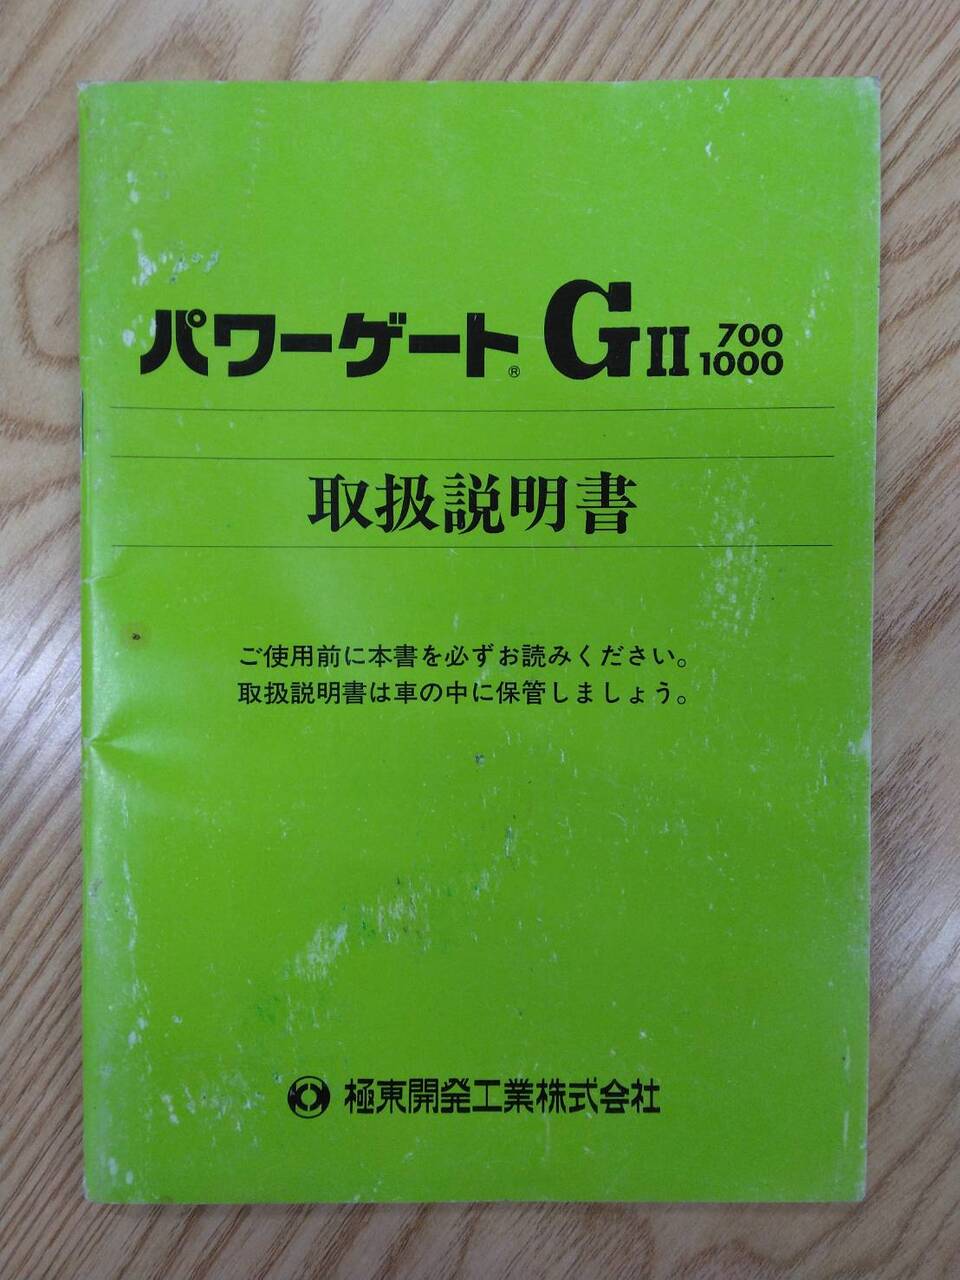 パワーゲート® GII 700
1000
取扱説明書
ご使用前に本書を必ずお読みください。
取扱説明書は車の中に保管しましょう。
極東開発工業株式会社